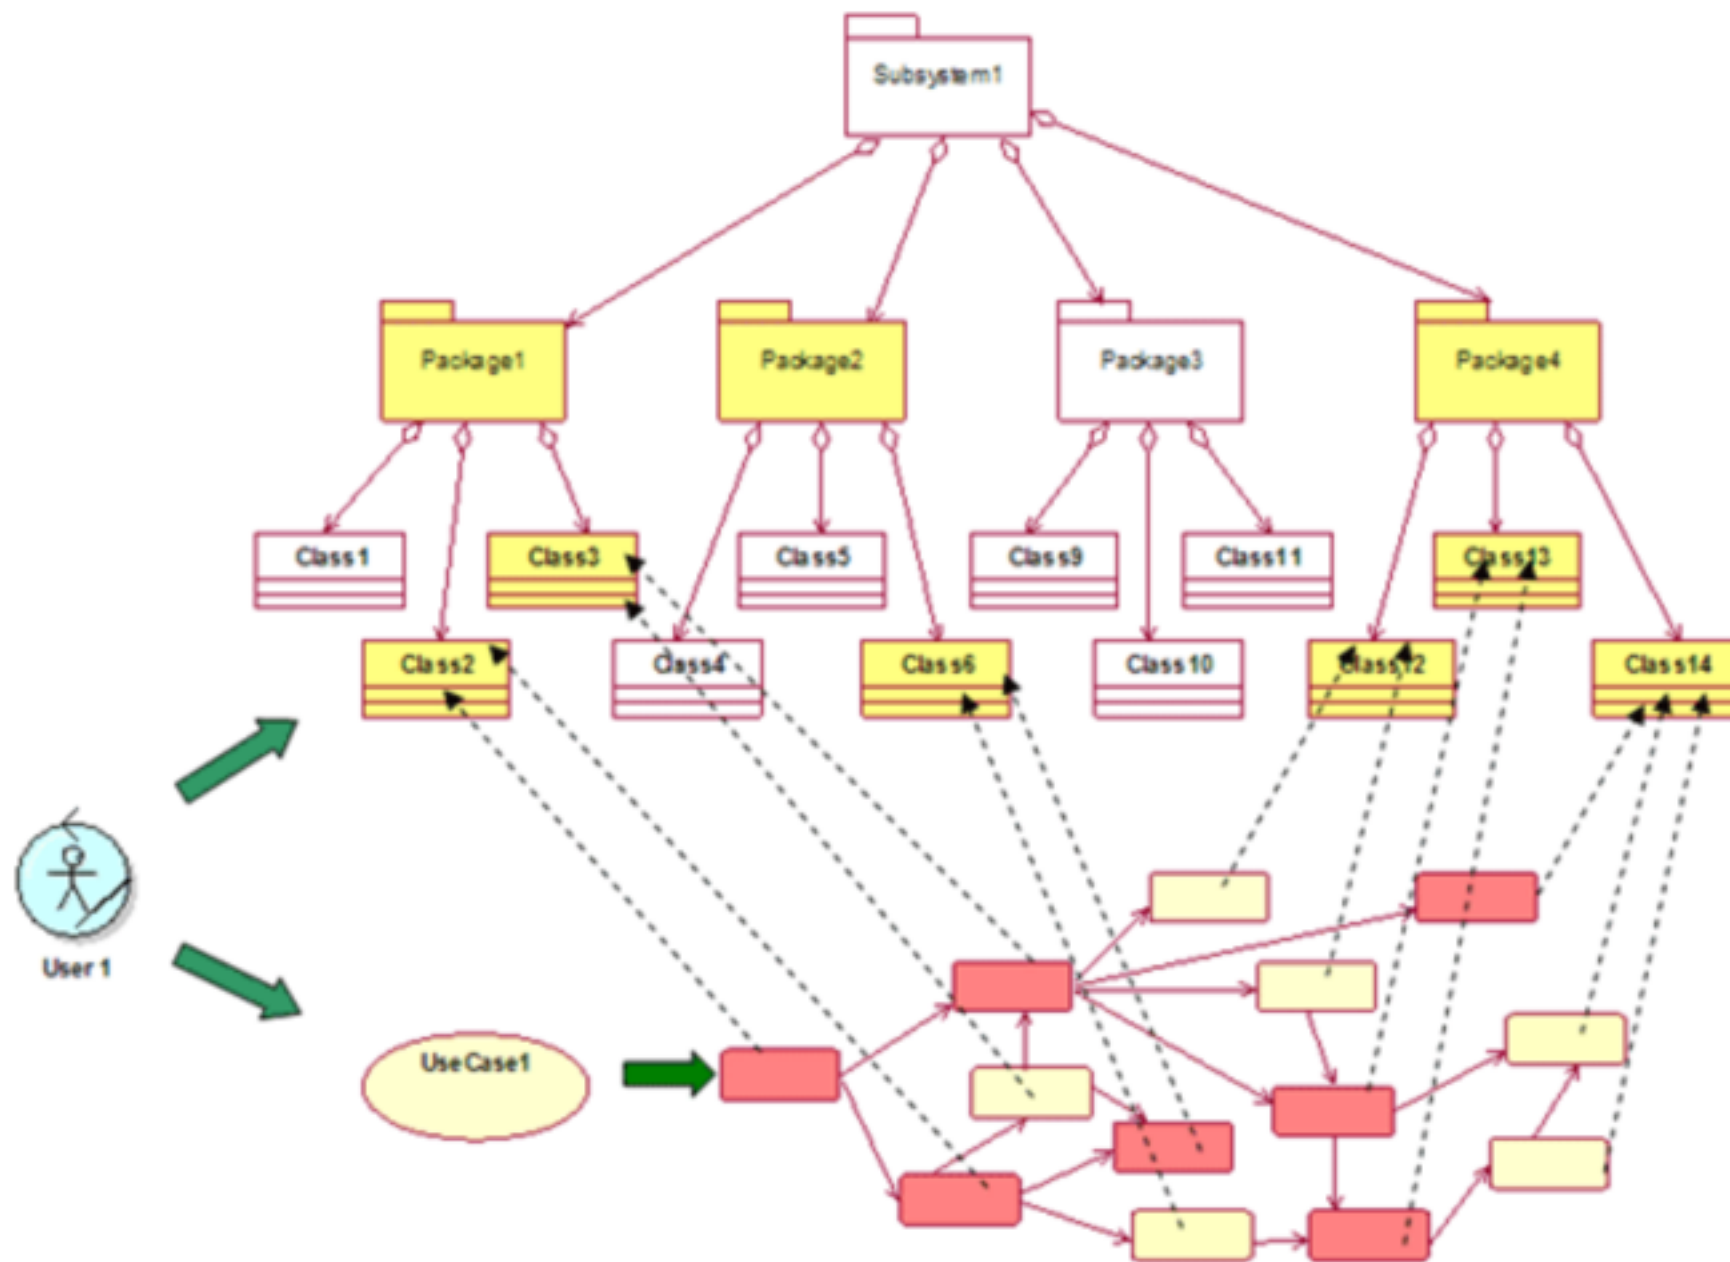 Subsystem1
Package1
Package2
Package3
Package4
Class1
Class3
Class5
Class9
Class11
Class13
Class2
Class4
Class6
Class10
Class12
Class14
User 1
UseCase1